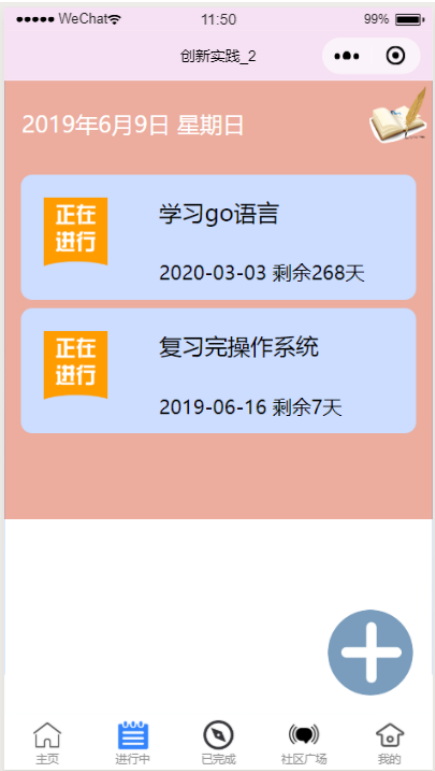 ●●●●● WeChat 11:50 99%
创新实践_2
2019年6月9日 星期日
正在
进行
学习go语言
2020-03-03 剩余268天
正在
进行
复习完操作系统
2019-06-16 剩余7天
主页 进行中 已完成 社区广场 我的